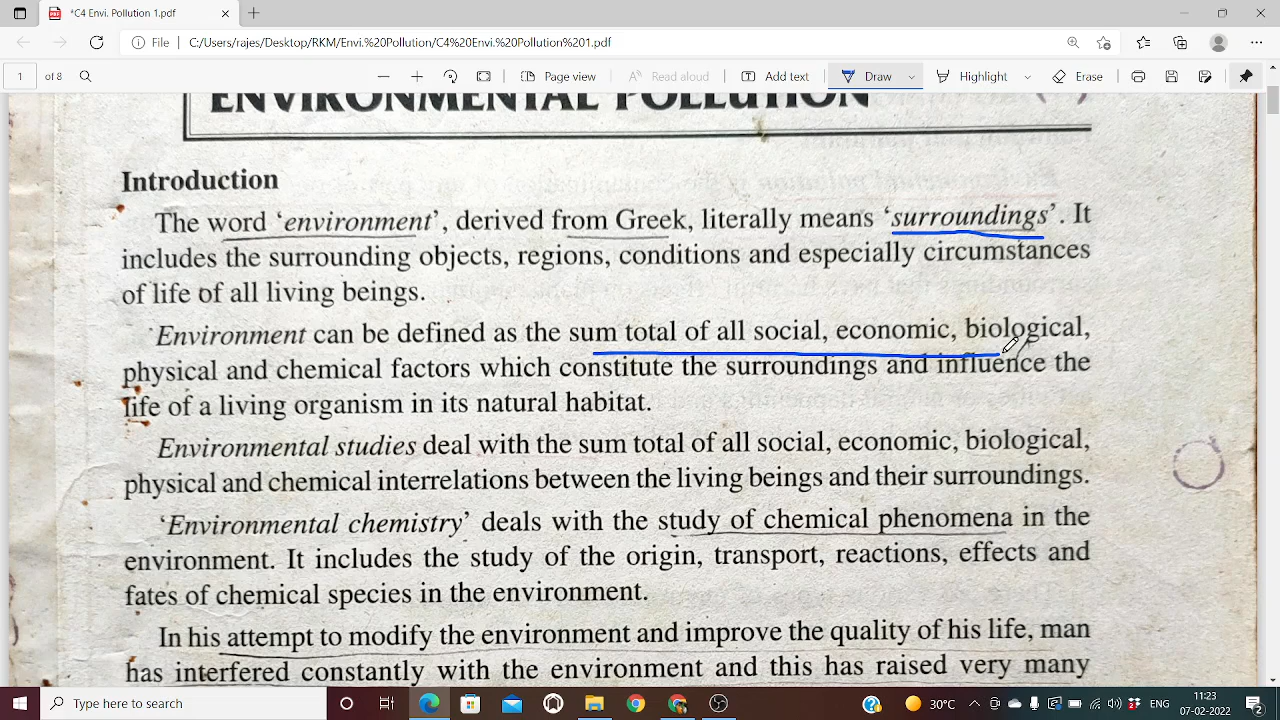 *C4 Envi. Pollution 1.pdf
File C:/Users/rajes/Desktop/RKM/Envi.%20Pollution/C4%20Envi.%20Pollution%201.pdf
1 of 8 Page view Read aloud Add text Draw Highlight Erase
ENVIRONMENTAL POLLUTION
Introduction
The word ‘environment’, derived from Greek, literally means ‘surroundings’. It
includes the surrounding objects, regions, conditions and especially circumstances
of life of all living beings.
Environment can be defined as the sum total of all social, economic, biological,
physical and chemical factors which constitute the surroundings and influence the
life of a living organism in its natural habitat.
Environmental studies deal with the sum total of all social, economic, biological,
physical and chemical interrelations between the living beings and their surroundings.
‘Environmental chemistry’ deals with the study of chemical phenomena in the
environment. It includes the study of the origin, transport, reactions, effects and
fates of chemical species in the environment.
In his attempt to modify the environment and improve the quality of his life, man
has interfered constantly with the environment and this has raised very many
Type here to search 30°C ENG 11:23
07-02-2022 2